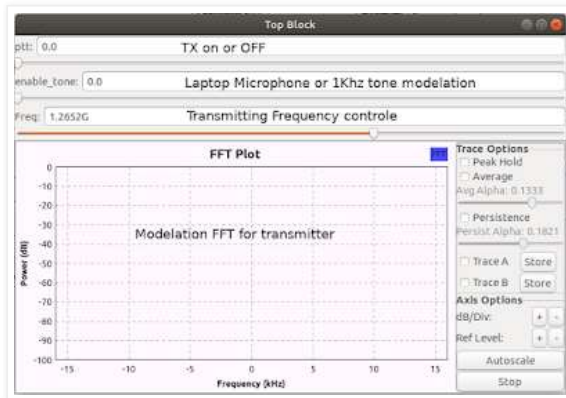 Top Block
ptt: 0.0 TX on or OFF
enable_tone: 0.0 Laptop Microphone or 1Khz tone modelation
Freq: 1.2652G Transmitting Frequency controle
FFT Plot
FFT
Modelation FFT for transmitter
Power (dB)
0
-10
-20
-30
-40
-50
-60
-70
-80
-90
-100
-15 -10 -5 0 5 10 15
Frequency (kHz)
Trace Options
Peak Hold
Average
Avg Alpha: 0.1333
Persistence
Persist Alpha: 0.1821
Trace A Store
Trace B Store
Axis Options
dB/Div: + -
Ref Level: + -
Autoscale
Stop